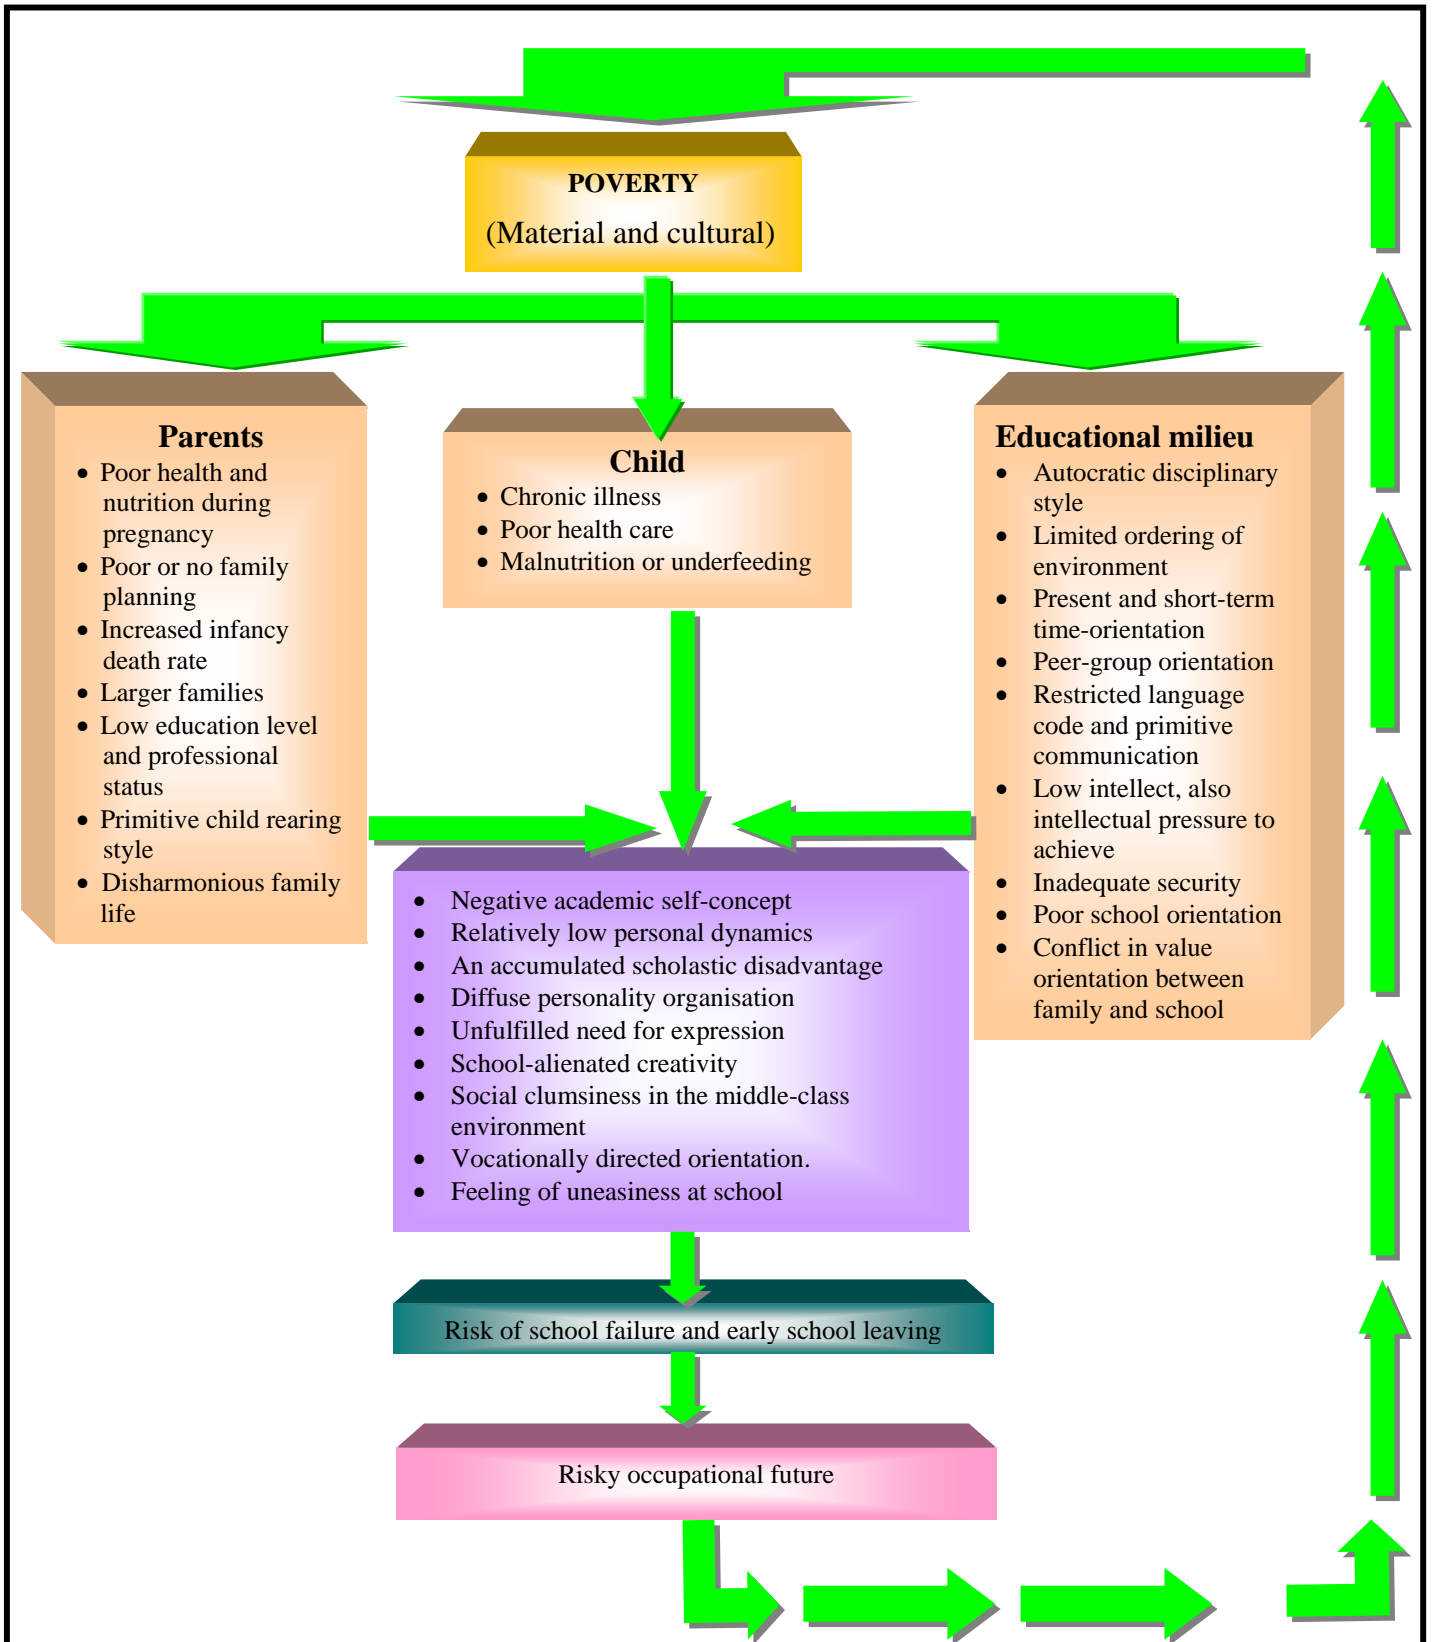 POVERTY
(Material and cultural)
Parents
• Poor health and
nutrition during
pregnancy
• Poor or no family
planning
• Increased infancy
death rate
• Larger families
• Low education level
and professional
status
• Primitive child rearing
style
• Disharmonious family
life
Child
• Chronic illness
• Poor health care
• Malnutrition or underfeeding
Educational milieu
• Autocratic disciplinary
style
• Limited ordering of
environment
• Present and short-term
time-orientation
• Peer-group orientation
• Restricted language
code and primitive
communication
• Low intellect, also
intellectual pressure to
achieve
• Inadequate security
• Poor school orientation
• Conflict in value
orientation between
family and school
• Negative academic self-concept
• Relatively low personal dynamics
• An accumulated scholastic disadvantage
• Diffuse personality organisation
• Unfulfilled need for expression
• School-alienated creativity
• Social clumsiness in the middle-class
environment
• Vocationally directed orientation.
• Feeling of uneasiness at school
Risk of school failure and early school leaving
Risky occupational future